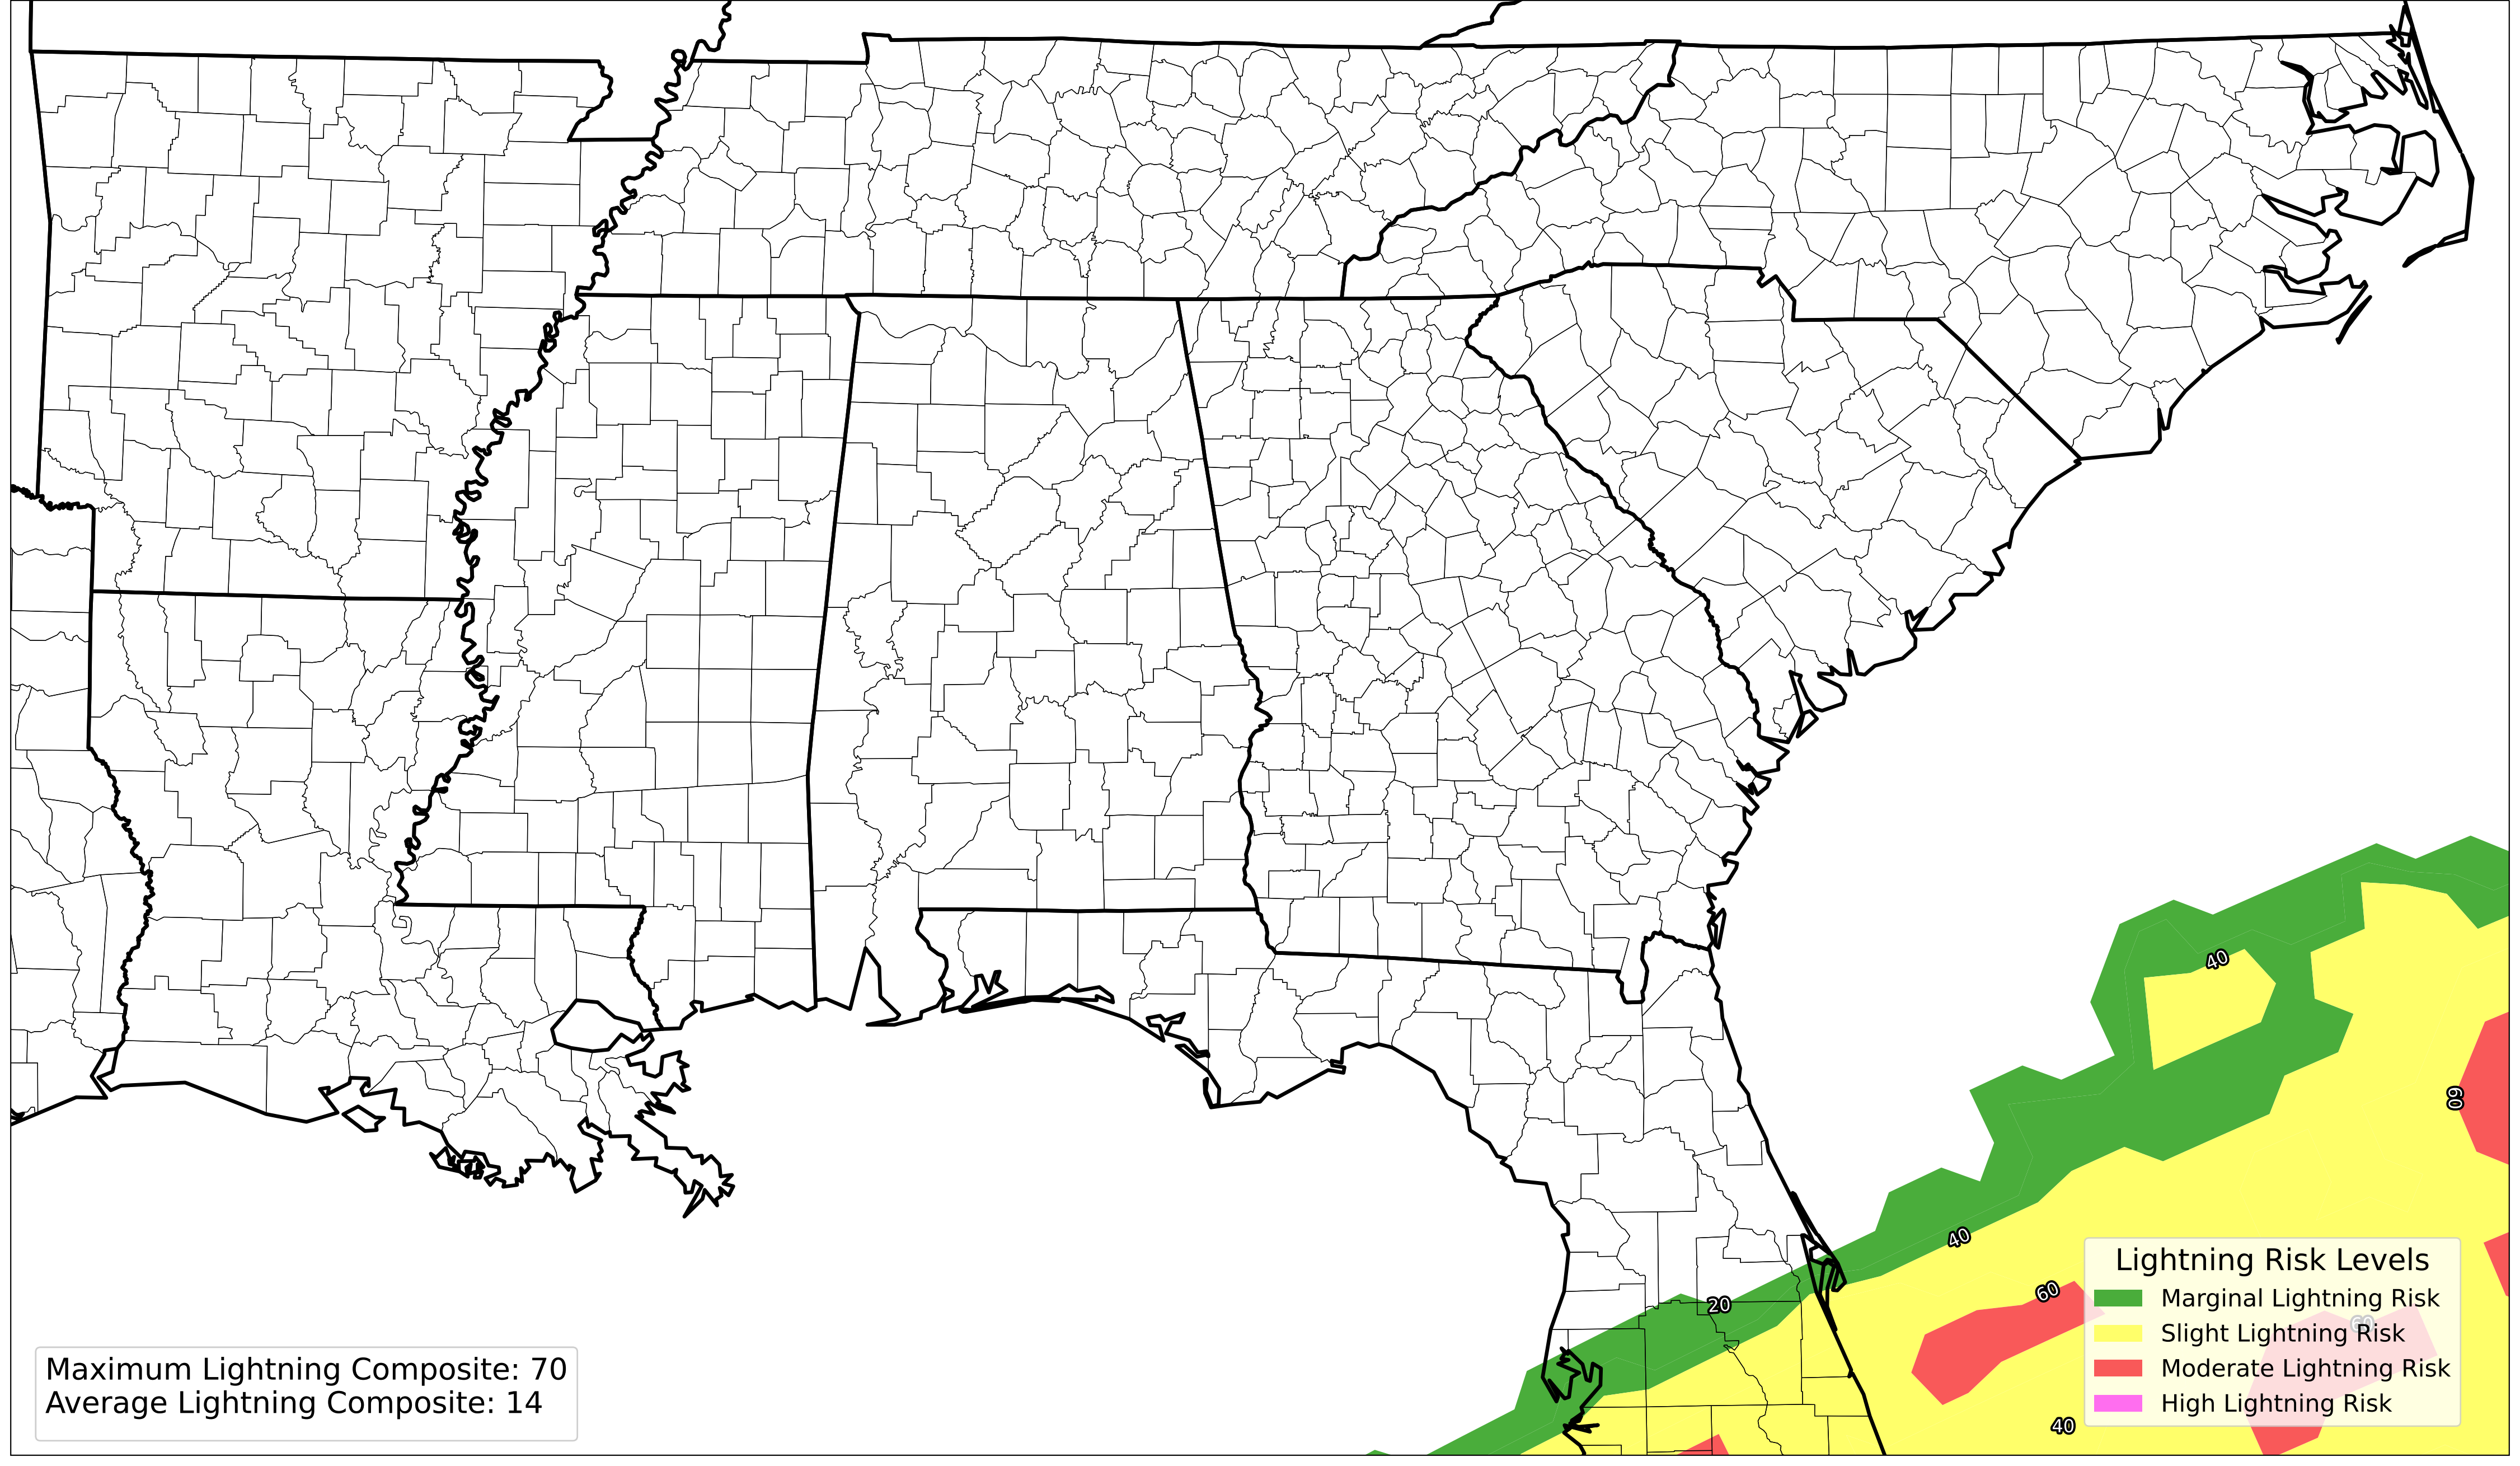 40
60
40
60
20
60
40
Lightning Risk Levels
Marginal Lightning Risk
Slight Lightning Risk
Moderate Lightning Risk
High Lightning Risk
Maximum Lightning Composite: 70
Average Lightning Composite: 14